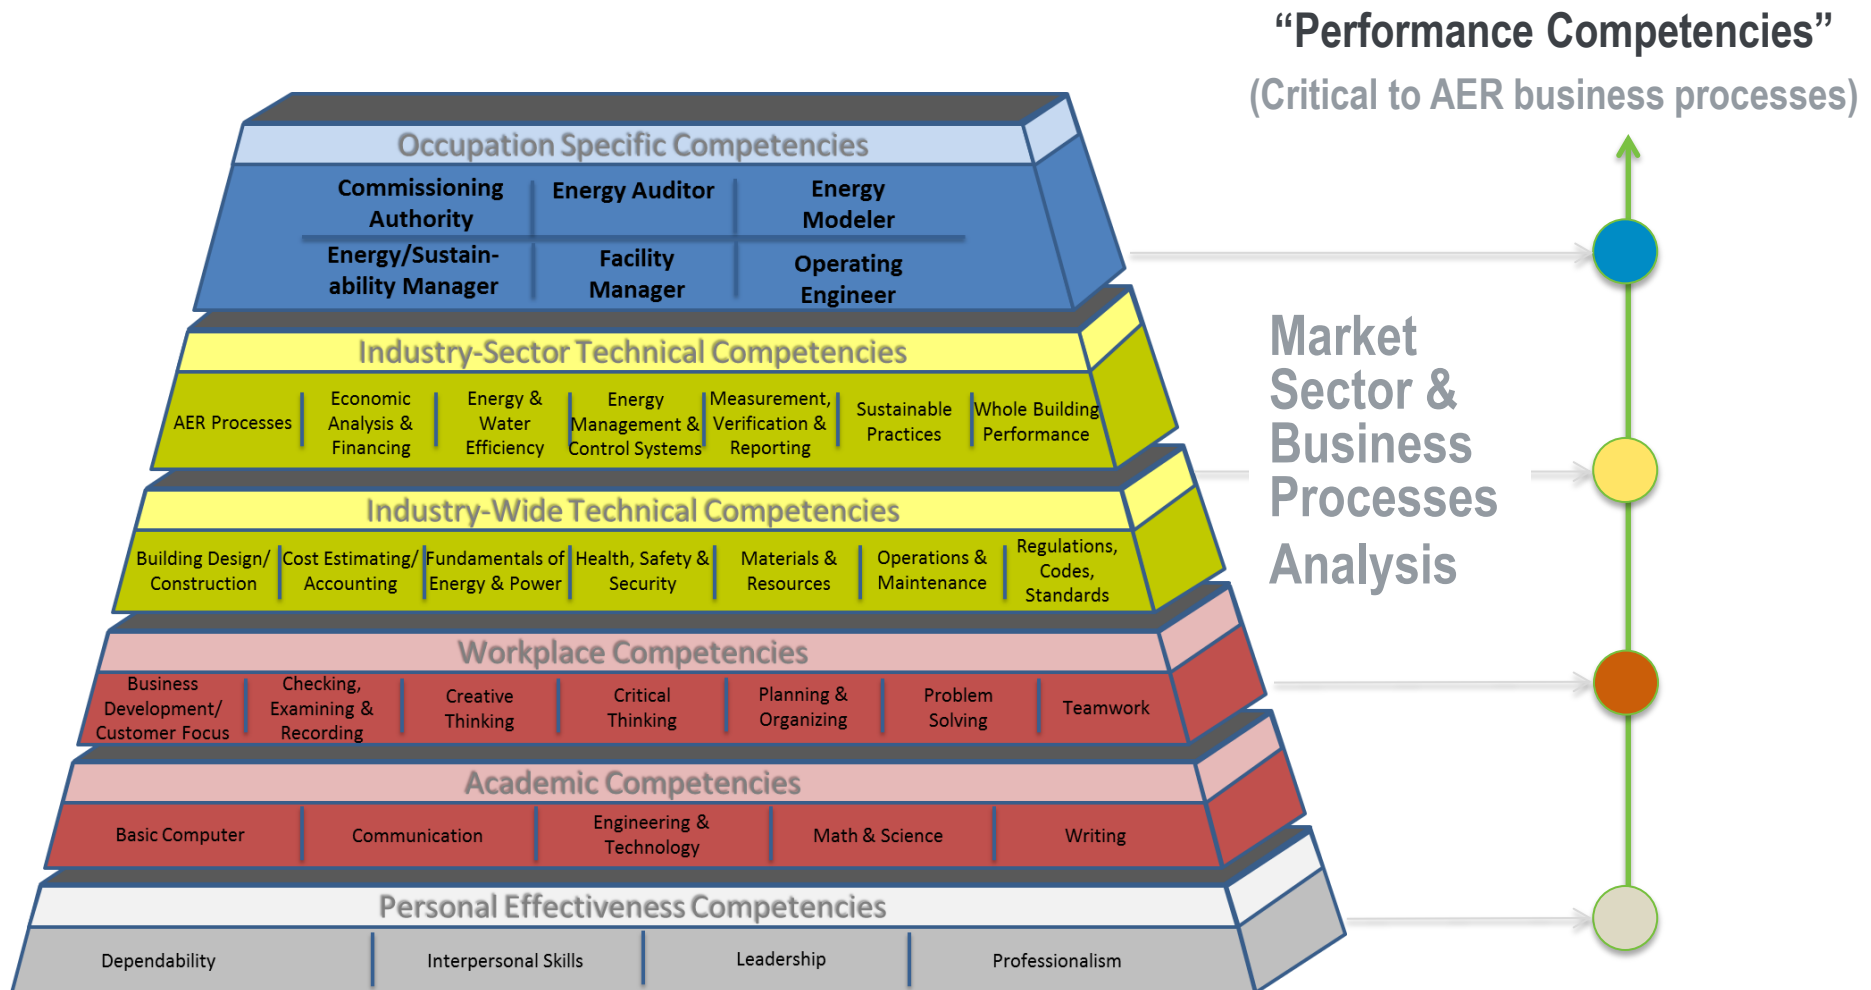 “Performance Competencies”
(Critical to AER business processes)
Occupation Specific Competencies
Commissioning
Authority
Energy Auditor
Energy
Modeler
Energy/Sustain-
ability Manager
Facility
Manager
Operating
Engineer
Industry-Sector Technical Competencies
AER Processes
Economic
Analysis &
Financing
Energy &
Water
Efficiency
Energy
Management &
Control Systems
Measurement,
Verification &
Reporting
Sustainable
Practices
Whole Building
Performance
Industry-Wide Technical Competencies
Building Design/
Construction
Cost Estimating/
Accounting
Fundamentals of
Energy & Power
Health, Safety &
Security
Materials &
Resources
Operations &
Maintenance
Regulations,
Codes,
Standards
Workplace Competencies
Business
Development/
Customer Focus
Checking,
Examining &
Recording
Creative
Thinking
Critical
Thinking
Planning &
Organizing
Problem
Solving
Teamwork
Academic Competencies
Basic Computer
Communication
Engineering &
Technology
Math & Science
Writing
Personal Effectiveness Competencies
Dependability
Interpersonal Skills
Leadership
Professionalism
Market
Sector &
Business
Processes
Analysis